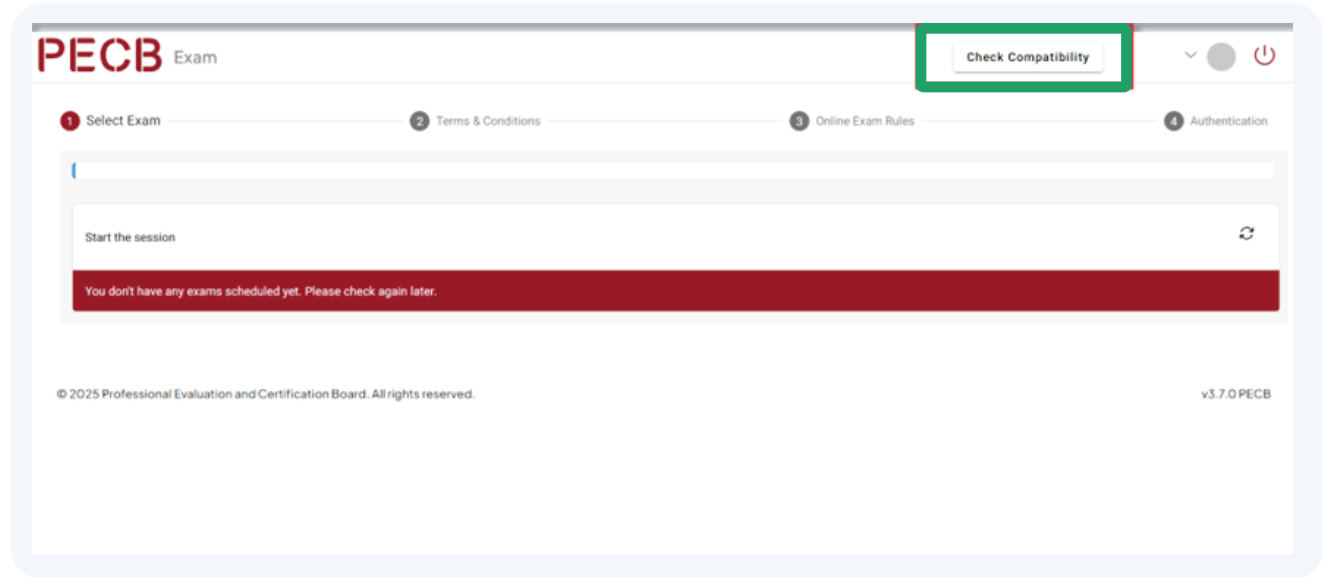 PECB Exam
Check Compatibility
1 Select Exam
2 Terms & Conditions
3 Online Exam Rules
4 Authentication
Start the session
You don't have any exams scheduled yet. Please check again later.
© 2025 Professional Evaluation and Certification Board. All rights reserved.
v3.7.0 PECB